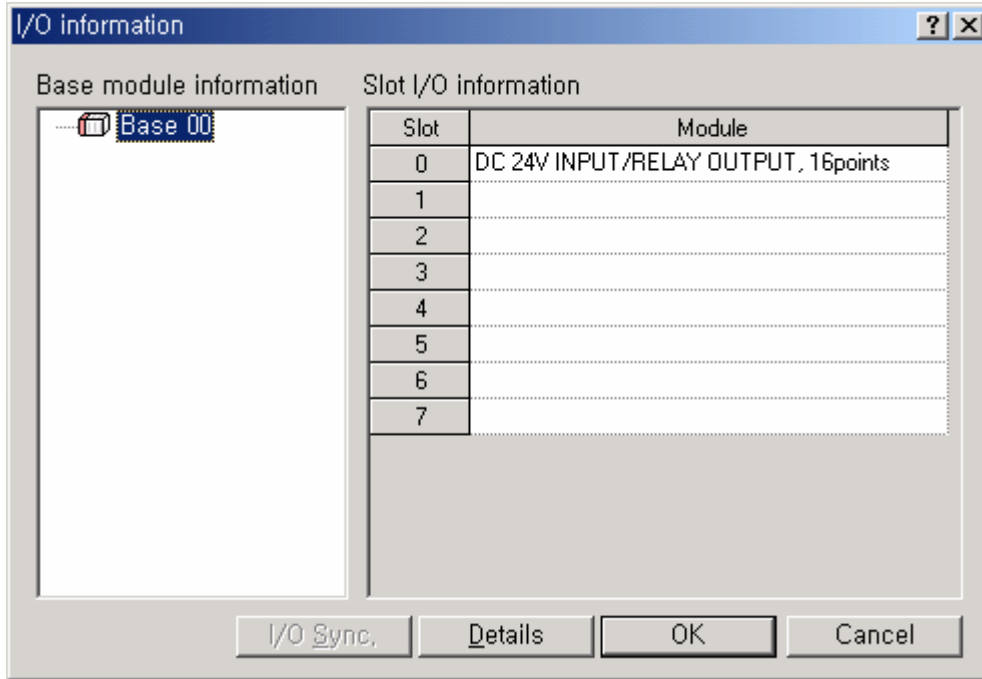 I/O information
Base module information
Slot I/O information
Base 00
Slot Module
0 DC 24V INPUT/RELAY OUTPUT, 16points
1
2
3
4
5
6
7
I/O Sync,
Details
OK
Cancel